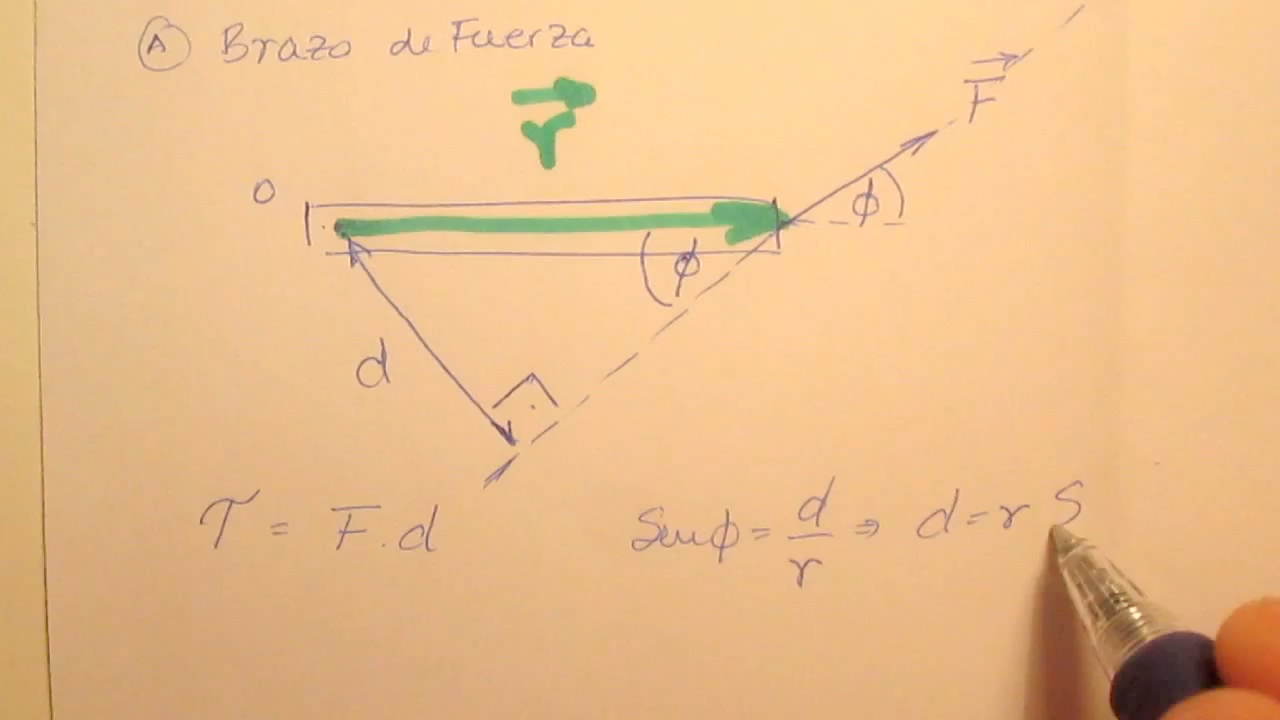 Ⓐ Brazo de Fuerza
r⃗
F⃗
O
ϕ
ϕ
d
τ = F.d
Senϕ = d/r ⇒ d = r S